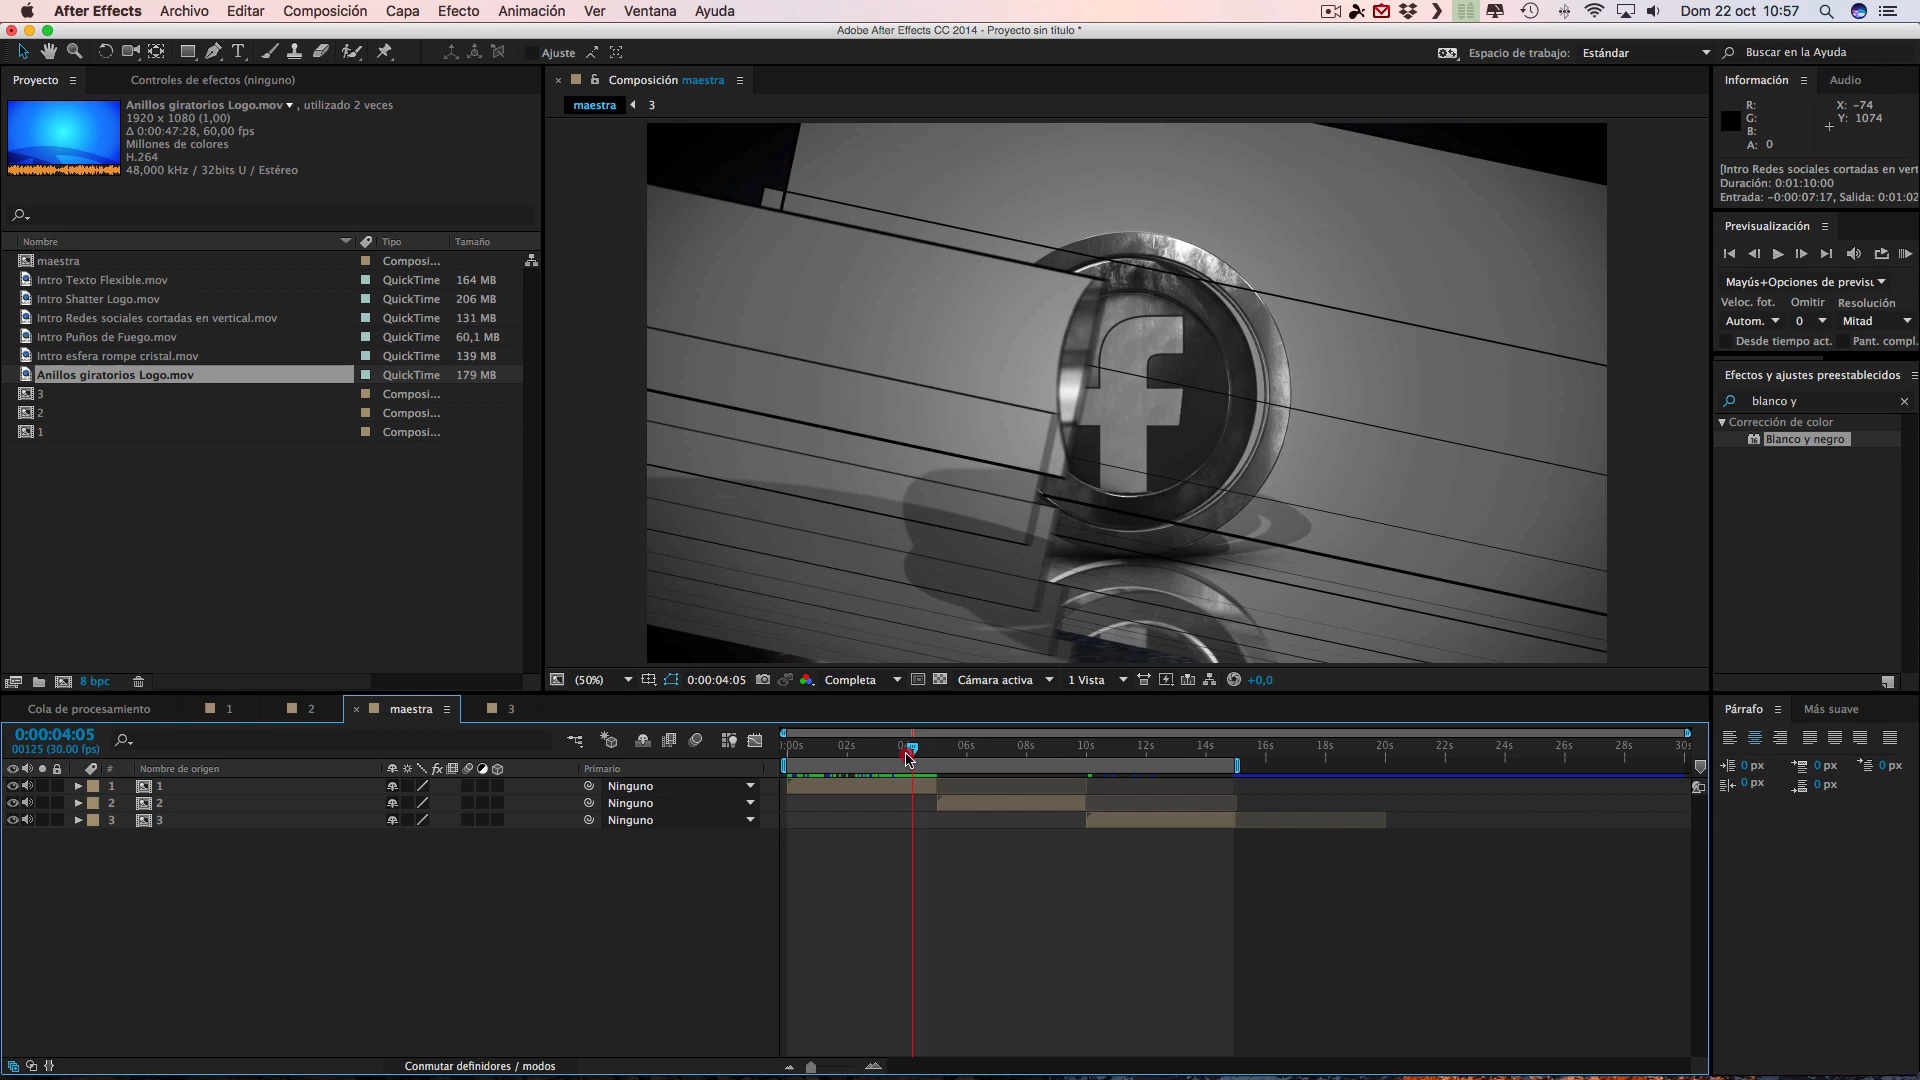 After Effects Archivo Editar Composición Capa Efecto Animación Ver Ventana Ayuda Dom 22 oct 10:57
Adobe After Effects CC 2014 - Proyecto sin título *
Ajuste Espacio de trabajo: Estándar Buscar en la Ayuda
Proyecto Controles de efectos (ninguno)
Anillos giratorios Logo.mov , utilizado 2 veces
1920 x 1080 (1,00)
Δ 0:00:47:28, 60,00 fps
Millones de colores
H.264
48,000 kHz / 32bits U / Estéreo
Nombre Tipo Tamaño
maestra Composi...
Intro Texto Flexible.mov QuickTime 164 MB
Intro Shatter Logo.mov QuickTime 206 MB
Intro Redes sociales cortadas en vertical.mov QuickTime 131 MB
Intro Puños de Fuego.mov QuickTime 60,1 MB
Intro esfera rompe cristal.mov QuickTime 139 MB
Anillos giratorios Logo.mov QuickTime 179 MB
3 Composi...
2 Composi...
1 Composi...
8 bpc
Composición maestra
maestra 3
f
(50%) 0:00:04:05 Completa Cámara activa 1 Vista +0,0
Información Audio
R: X: -74
G: Y: 1074
B:
A: 0
[Intro Redes sociales cortadas en vert
Duración: 0:01:10:00
Entrada: -0:00:07:17, Salida: 0:01:02
Previsualización
Mayús+Opciones de previsu
Veloc. fot. Omitir Resolución
Autom. 0 Mitad
Desde tiempo act. Pant. compl.
Efectos y ajustes preestablecidos
blanco y
Corrección de color
Blanco y negro
Cola de procesamiento 1 2 maestra 3
0:00:04:05
00125 (30.00 fps)
:00s 02s 06s 08s 10s 12s 14s 16s 18s 20s 22s 24s 26s 28s 30s
# Nombre de origen fx Primario
1 1 Ninguno
2 2 Ninguno
3 3 Ninguno
Conmutar definidores / modos
Párrafo Más suave
0 px 0 px 0 px
0 px 0 px